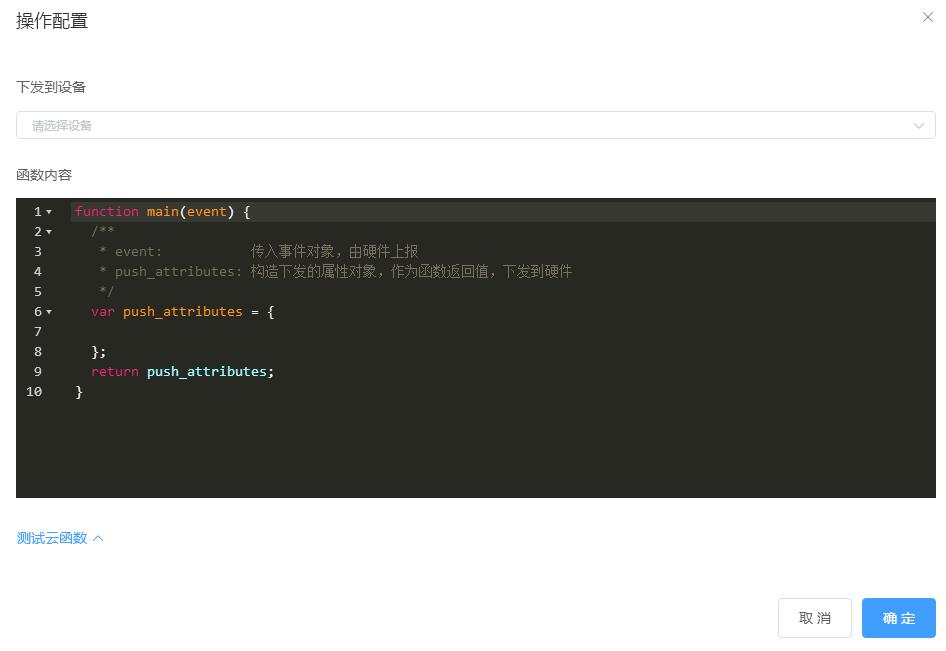 操作配置
下发到设备
请选择设备
函数内容
1 function main(event) {
2   /**
3    * event:           传入事件对象，由硬件上报
4    * push_attributes: 构造下发的属性对象，作为函数返回值，下发到硬件
5    */
6   var push_attributes = {
7
8   };
9   return push_attributes;
10 }
测试云函数
取 消 确 定